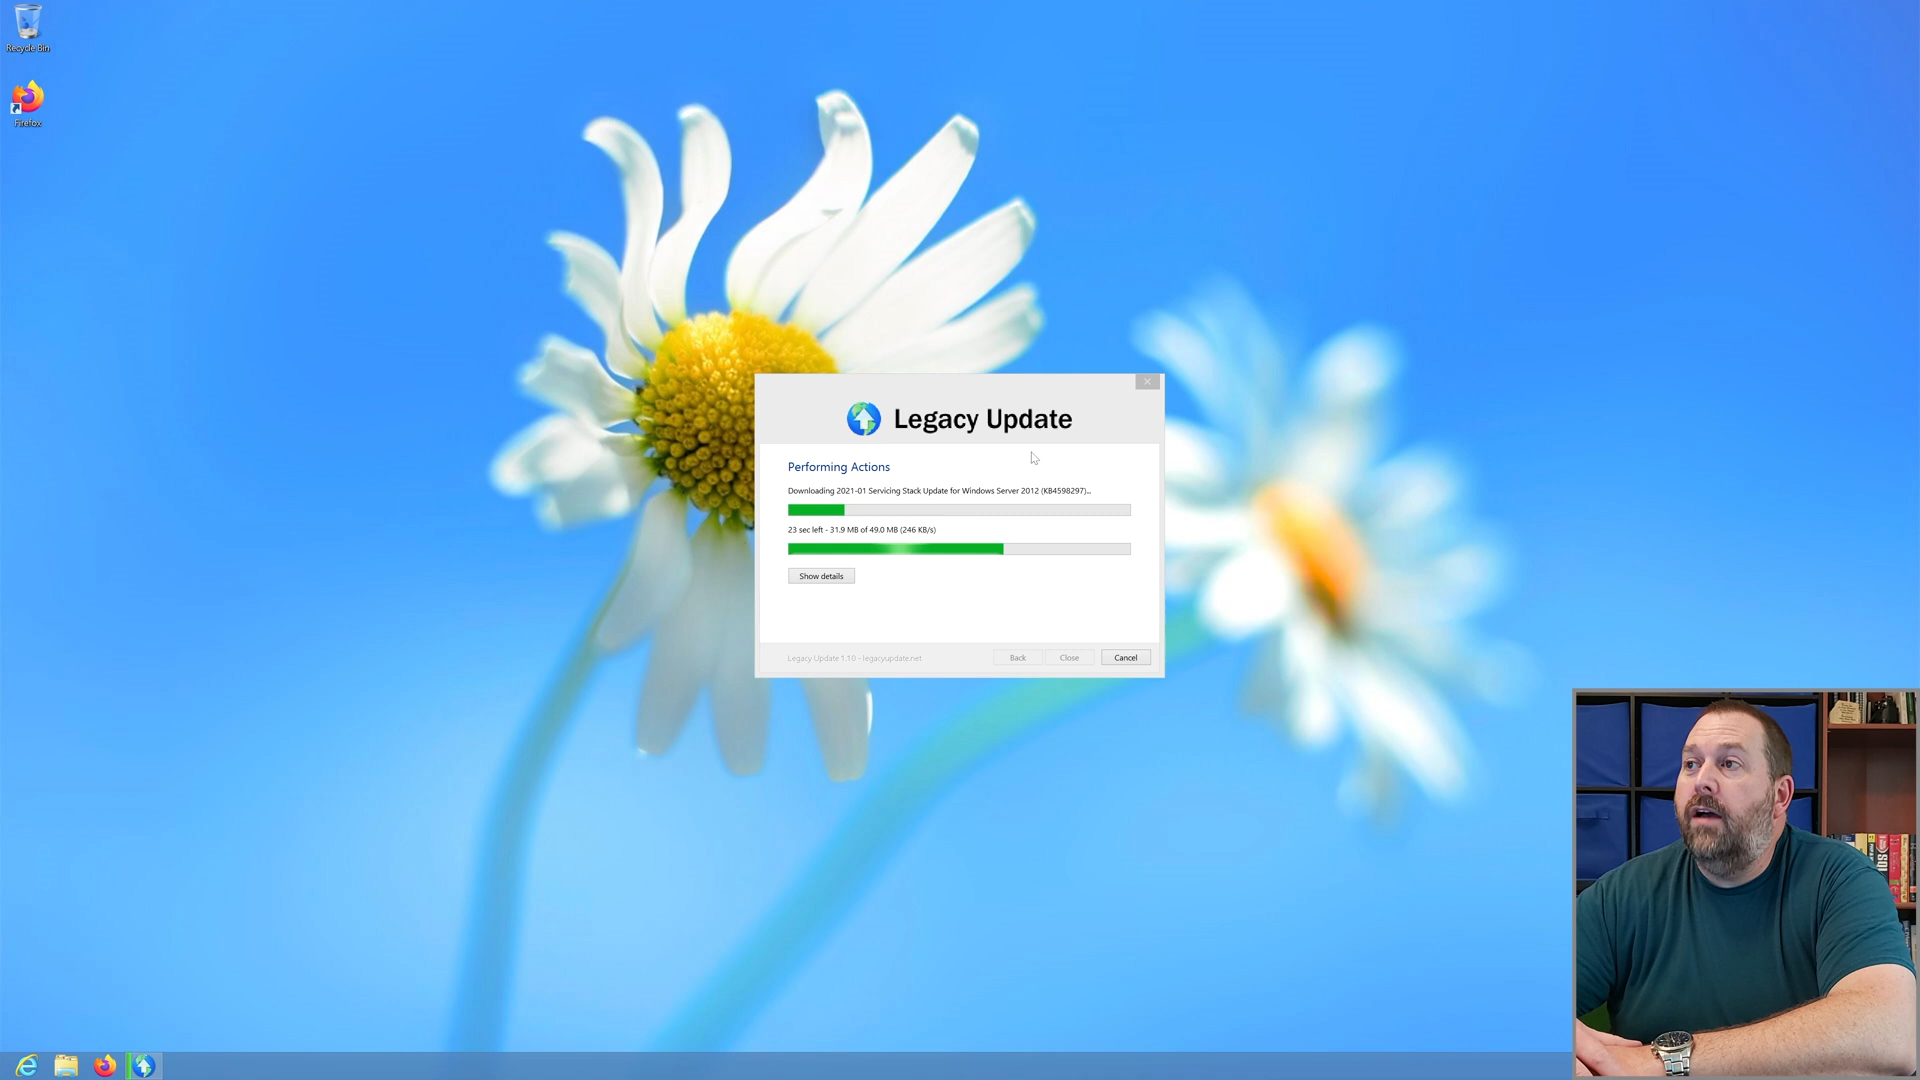 Recycle Bin
Firefox
Legacy Update
Performing Actions
Downloading 2021-01 Servicing Stack Update for Windows Server 2012 (KB4598297)...
23 sec left - 31.9 MB of 49.0 MB (246 KB/s)
Show details
Legacy Update 1.10 - legacyupdate.net
Back
Close
Cancel
SQL